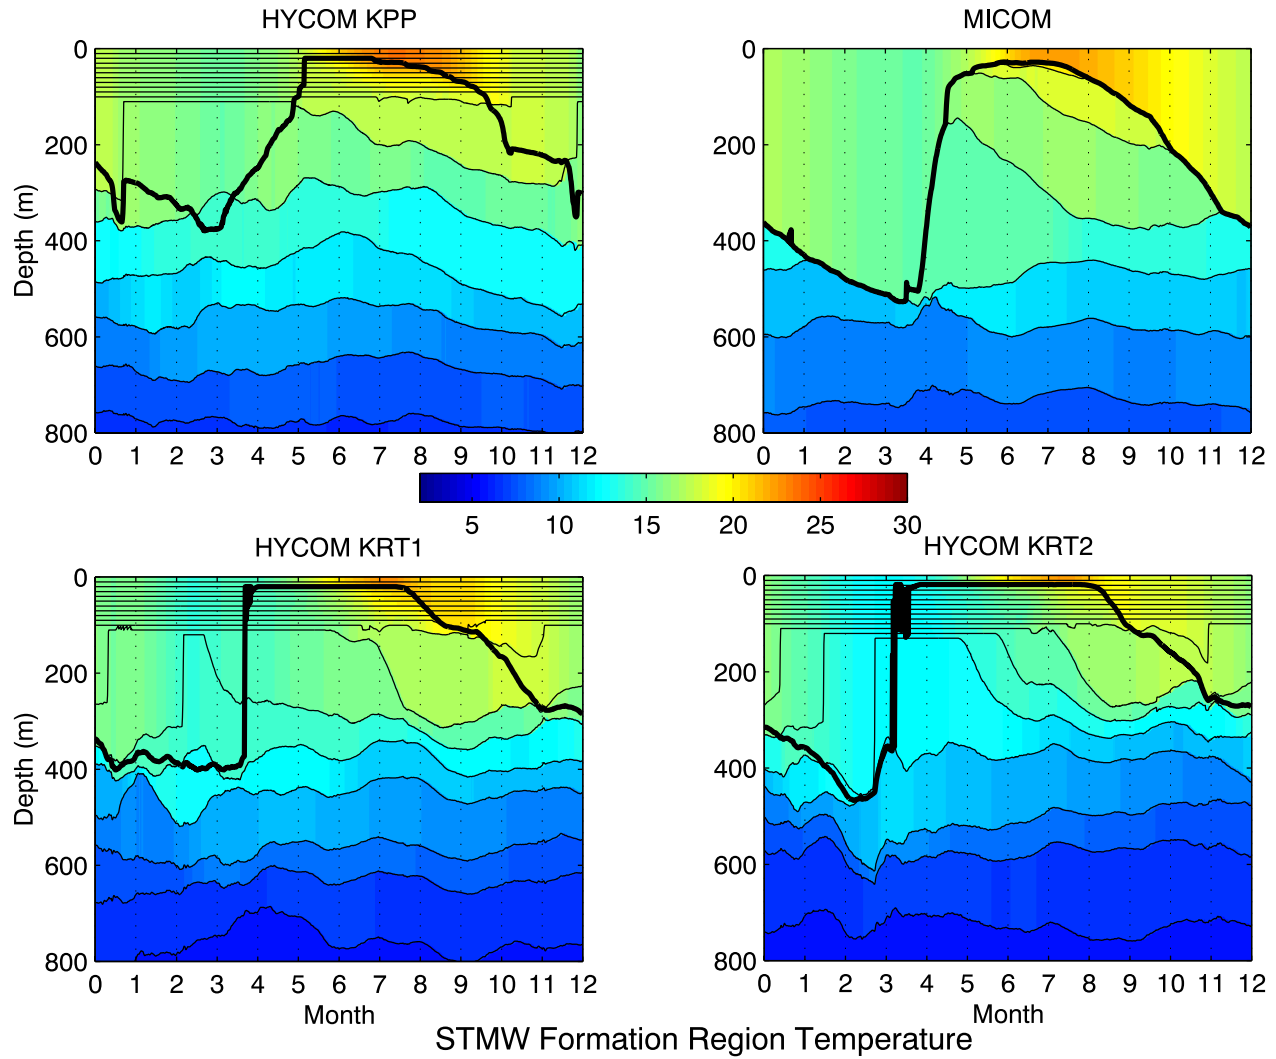 HYCOM KPP
MICOM
0
200
400
600
800
Depth (m)
0 1 2 3 4 5 6 7 8 9 10 11 12
0
200
400
600
800
0 1 2 3 4 5 6 7 8 9 10 11 12
5 10 15 20 25 30
HYCOM KRT1
HYCOM KRT2
0
200
400
600
800
Depth (m)
0 1 2 3 4 5 6 7 8 9 10 11 12
Month
0
200
400
600
800
0 1 2 3 4 5 6 7 8 9 10 11 12
Month
STMW Formation Region Temperature